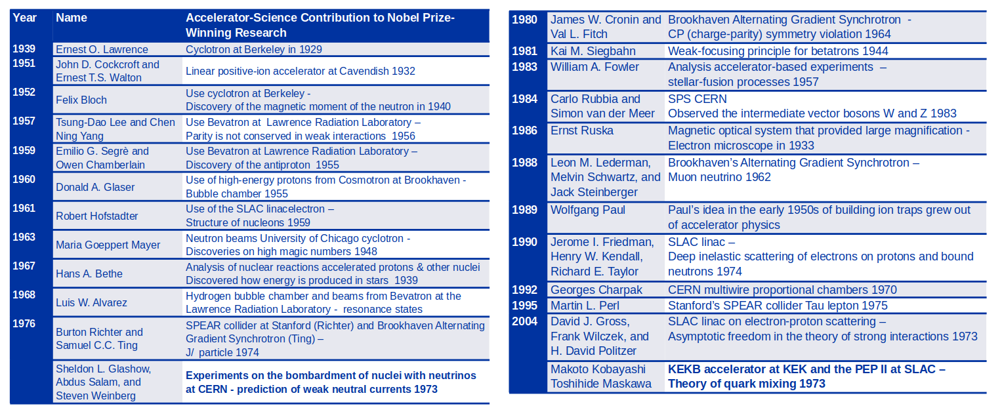 Year Name Accelerator-Science Contribution to Nobel Prize-
Winning Research
1939 Ernest O. Lawrence Cyclotron at Berkeley in 1929
1951 John D. Cockcroft and
Ernest T.S. Walton Linear positive-ion accelerator at Cavendish 1932
1952 Felix Bloch Use cyclotron at Berkeley -
Discovery of the magnetic moment of the neutron in 1940
1957 Tsung-Dao Lee and Chen Use Bevatron at Lawrence Radiation Laboratory –
Ning Yang Parity is not conserved in weak interactions 1956
1959 Emilio G. Segrè and Use Bevatron at Lawrence Radiation Laboratory –
Owen Chamberlain Discovery of the antiproton 1955
1960 Donald A. Glaser Use of high-energy protons from Cosmotron at Brookhaven -
Bubble chamber 1955
1961 Robert Hofstadter Use of the SLAC linacelectron –
Structure of nucleons 1959
1963 Maria Goeppert Mayer Neutron beams University of Chicago cyclotron -
Discoveries on high magic numbers 1948
1967 Hans A. Bethe Analysis of nuclear reactions accelerated protons & other nuclei
Discovered how energy is produced in stars 1939
1968 Luis W. Alvarez Hydrogen bubble chamber and beams from Bevatron at the
Lawrence Radiation Laboratory - resonance states
1976 Burton Richter and SPEAR collider at Stanford (Richter) and Brookhaven Alternating
Samuel C.C. Ting Gradient Synchrotron (Ting) –
J/ particle 1974
Sheldon L. Glashow, Experiments on the bombardment of nuclei with neutrinos
Abdus Salam, and at CERN - prediction of weak neutral currents 1973
Steven Weinberg
1980 James W. Cronin and Brookhaven Alternating Gradient Synchrotron -
Val L. Fitch CP (charge-parity) symmetry violation 1964
1981 Kai M. Siegbahn Weak-focusing principle for betatrons 1944
1983 William A. Fowler Analysis accelerator-based experiments –
stellar-fusion processes 1957
1984 Carlo Rubbia and SPS CERN
Simon van der Meer Observed the intermediate vector bosons W and Z 1983
1986 Ernst Ruska Magnetic optical system that provided large magnification -
Electron microscope in 1933
1988 Leon M. Lederman, Brookhaven's Alternating Gradient Synchrotron –
Melvin Schwartz, and Muon neutrino 1962
Jack Steinberger
1989 Wolfgang Paul Paul's idea in the early 1950s of building ion traps grew out
of accelerator physics
1990 Jerome I. Friedman, SLAC linac –
Henry W. Kendall, Deep inelastic scattering of electrons on protons and bound
Richard E. Taylor neutrons 1974
1992 Georges Charpak CERN multiwire proportional chambers 1970
1995 Martin L. Perl Stanford's SPEAR collider Tau lepton 1975
2004 David J. Gross, SLAC linac on electron-proton scattering –
Frank Wilczek, and Asymptotic freedom in the theory of strong interactions 1973
H. David Politzer
Makoto Kobayashi KEKB accelerator at KEK and the PEP II at SLAC –
Toshihide Maskawa Theory of quark mixing 1973